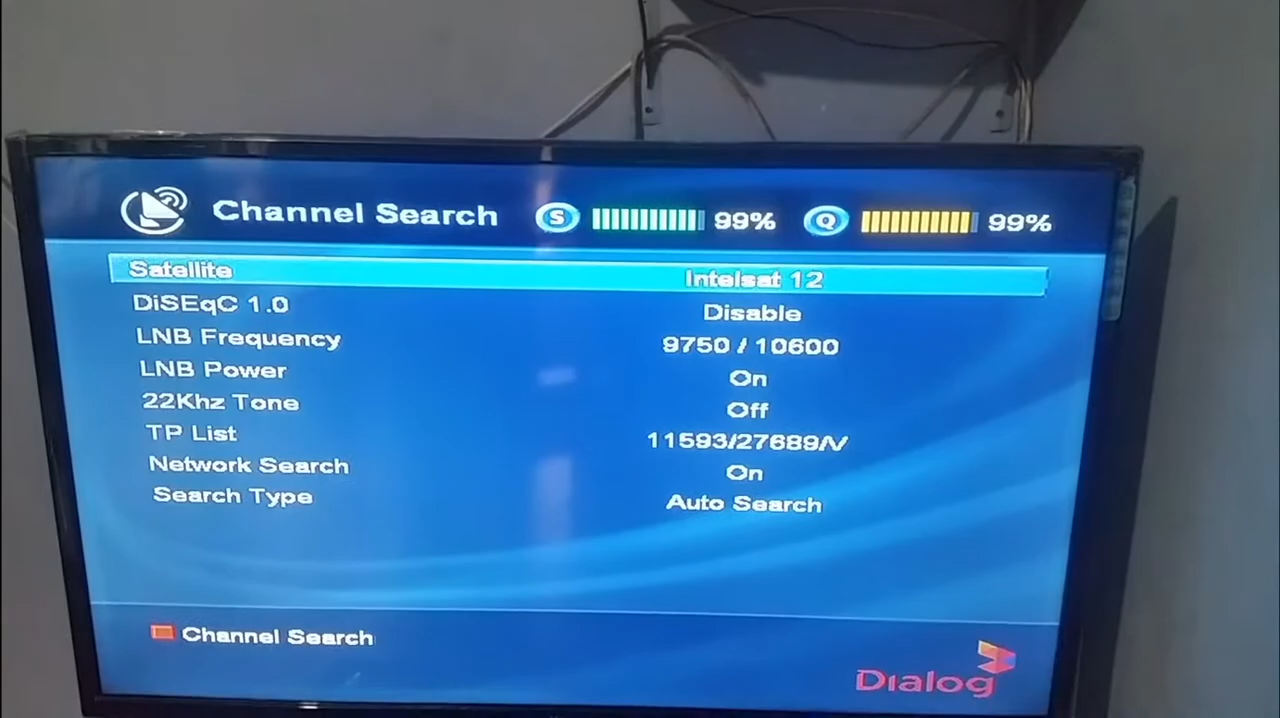 Channel Search S 99% Q 99%
Satellite Intelsat 12
DiSEqC 1.0 Disable
LNB Frequency 9750 / 10600
LNB Power On
22Khz Tone Off
TP List 11593/27689/V
Network Search On
Search Type Auto Search
Channel Search
Dialog